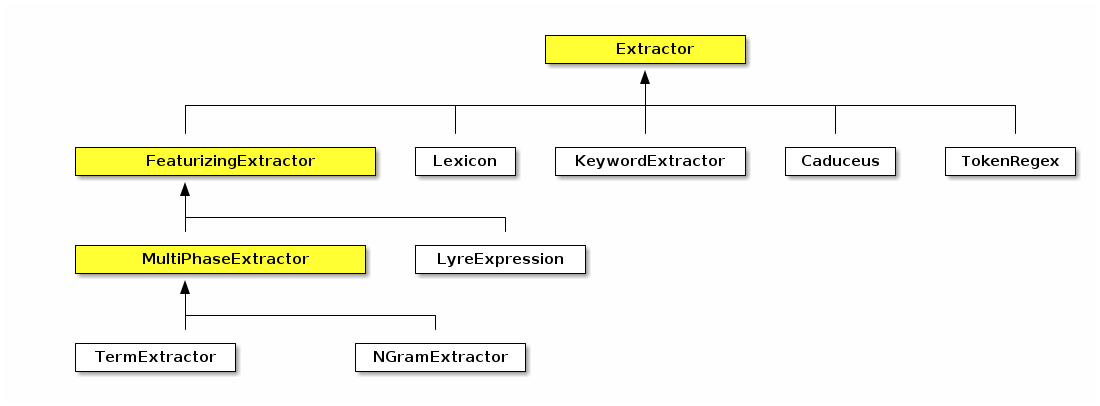 Extractor
FeaturizingExtractor
Lexicon
KeywordExtractor
Caduceus
TokenRegex
MultiPhaseExtractor
LyreExpression
TermExtractor
NGramExtractor